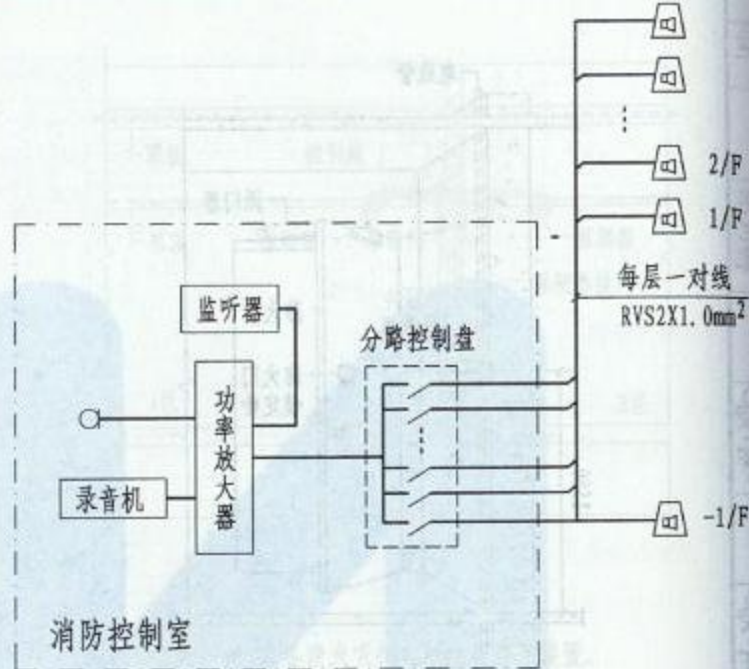 2/F
1/F
每层一对线
RVS2X1.0mm²
监听器
分路控制盘
功率放大器
录音机
-1/F
消防控制室